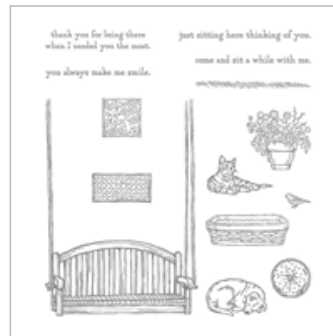 thank you for being there
when I needed you the most.
you always make me smile.
just sitting here thinking of you.
come and sit a while with me.